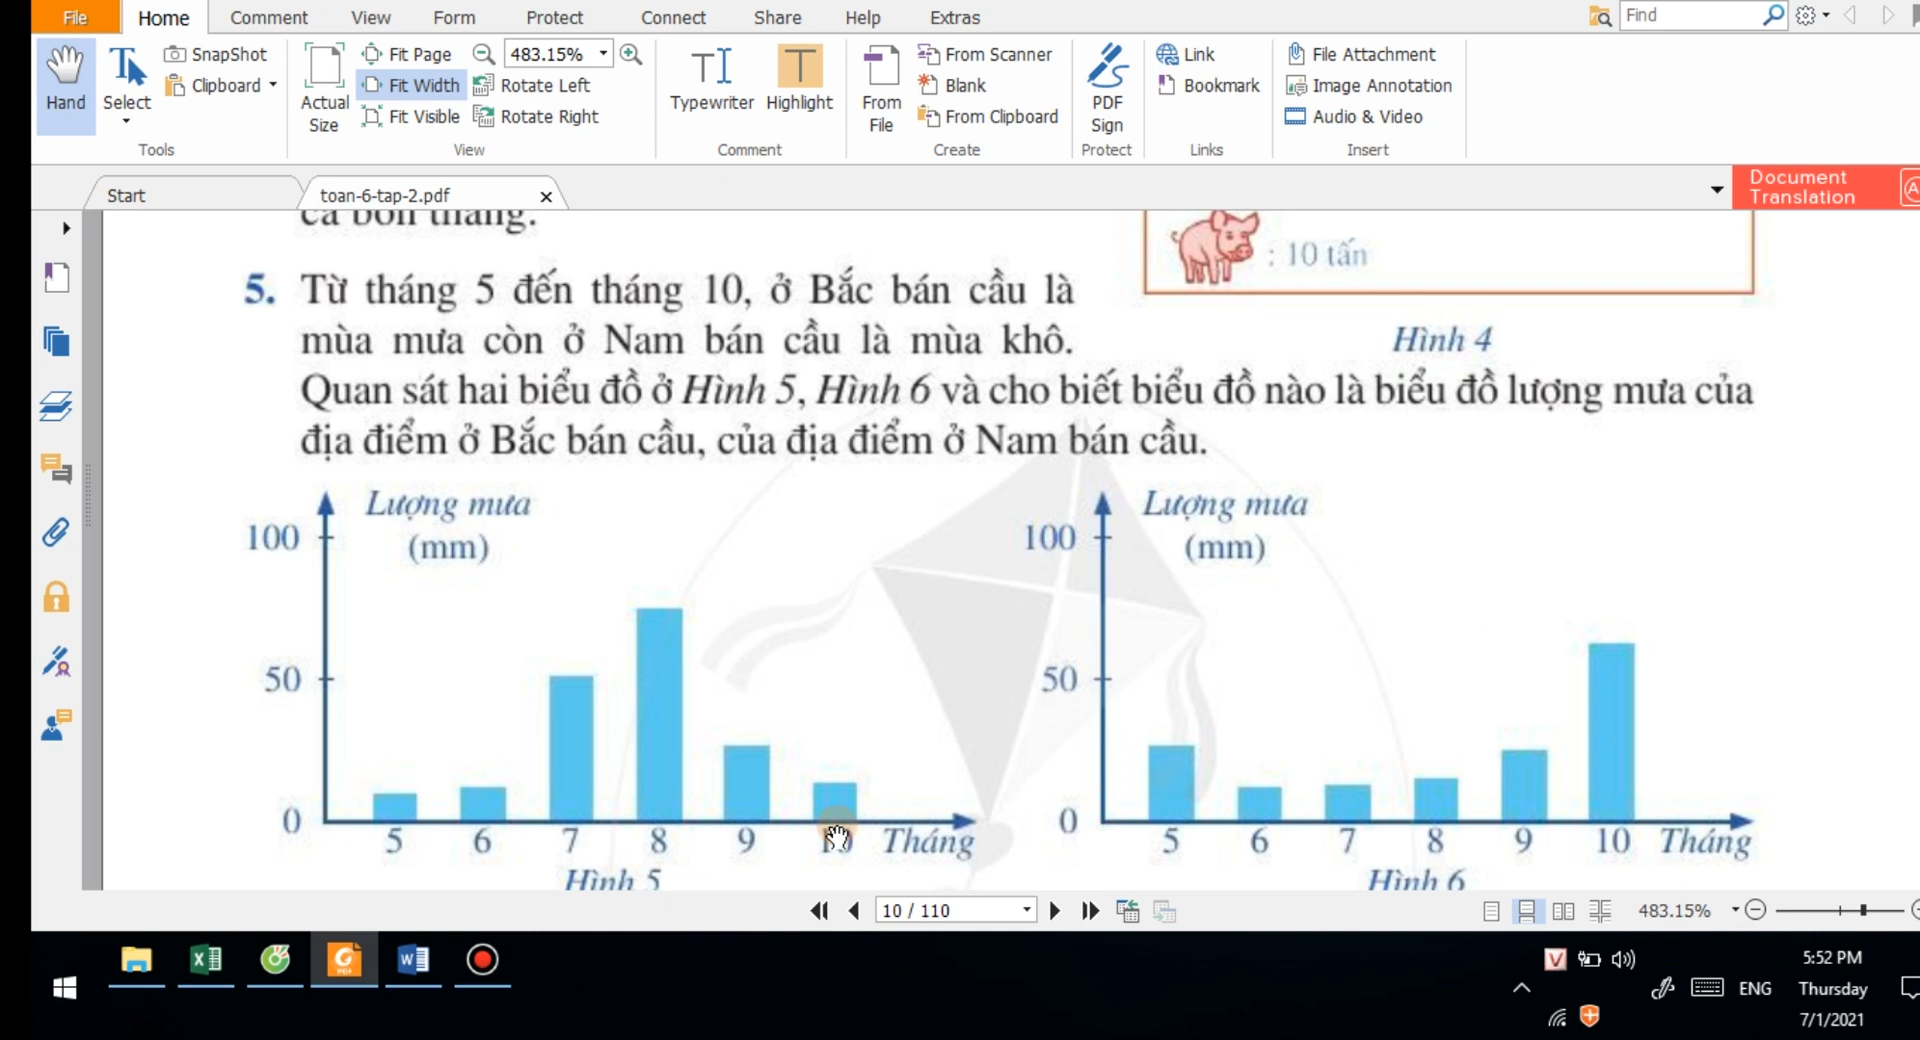 File Home Comment View Form Protect Connect Share Help Extras Find
SnapShot Fit Page 483.15% From Scanner Link File Attachment
Clipboard Fit Width Rotate Left Blank Bookmark Image Annotation
Hand Select Actual Size Fit Visible Rotate Right Typewriter Highlight From File From Clipboard PDF Sign Audio & Video
Tools View Comment Create Protect Links Insert
Start toan-6-tap-2.pdf Document Translation
cả bốn tháng.
: 10 tấn
Hình 4
5. Từ tháng 5 đến tháng 10, ở Bắc bán cầu là
mùa mưa còn ở Nam bán cầu là mùa khô.
Quan sát hai biểu đồ ở Hình 5, Hình 6 và cho biết biểu đồ nào là biểu đồ lượng mưa của
địa điểm ở Bắc bán cầu, của địa điểm ở Nam bán cầu.
Lượng mưa
(mm)
100
50
0
5 6 7 8 9 10 Tháng
Hình 5
Lượng mưa
(mm)
100
50
0
5 6 7 8 9 10 Tháng
Hình 6
10 / 110 483.15%
5:52 PM
ENG Thursday
7/1/2021